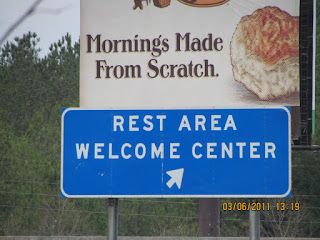 Mornings Made
From Scratch.
REST AREA
WELCOME CENTER
03/06/2011 13:19